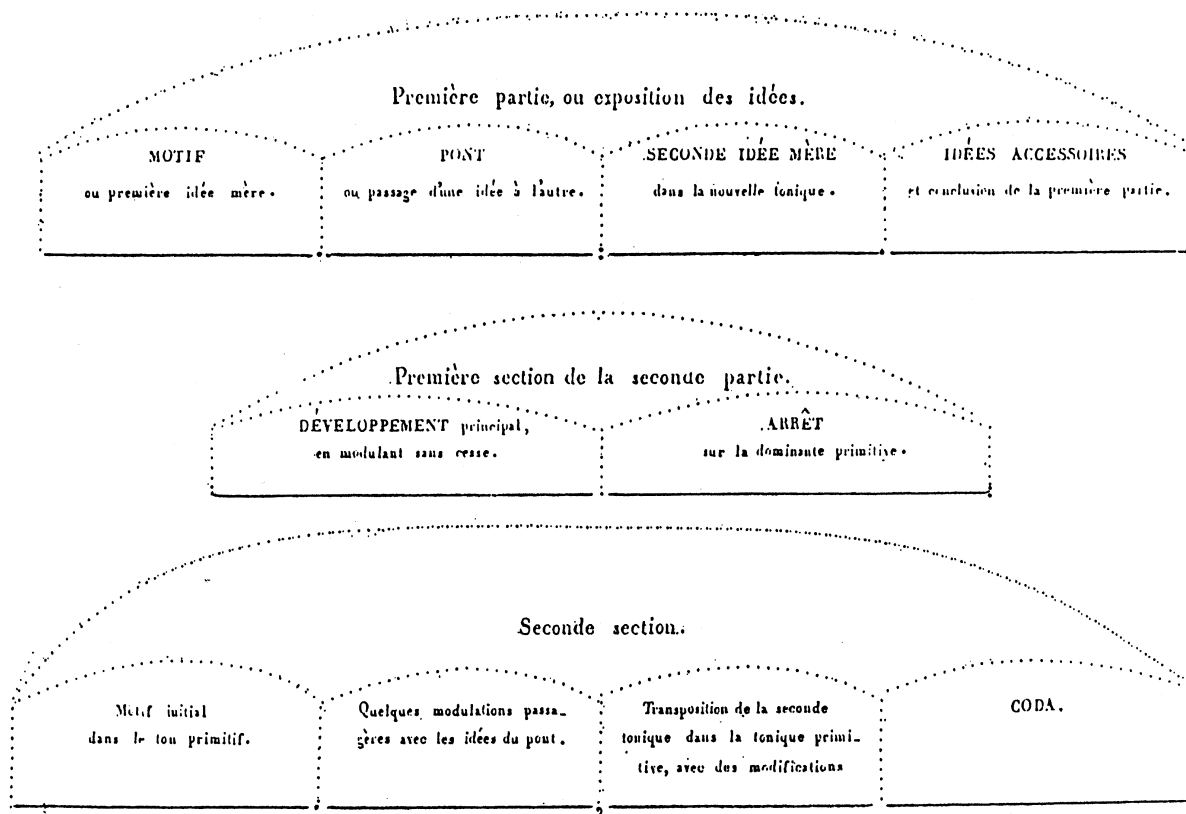 Première partie, ou exposition des idées.
MOTIF
ou première idée mère.
PONT
ou passage d'une idée à l'autre.
SECONDE IDÉE MÈRE
dans la nouvelle tonique.
IDÉES ACCESSOIRES
et conclusion de la première partie.
Première section de la seconde partie.
DÉVELOPPEMENT principal,
en modulant sans cesse.
ARRÊT
sur la dominante primitive.
Seconde section.
Motif initial
dans le ton primitif.
Quelques modulations passa-
gères avec les idées du pont.
Transposition de la seconde
tonique dans la tonique primi-
tive, avec des modifications
CODA.